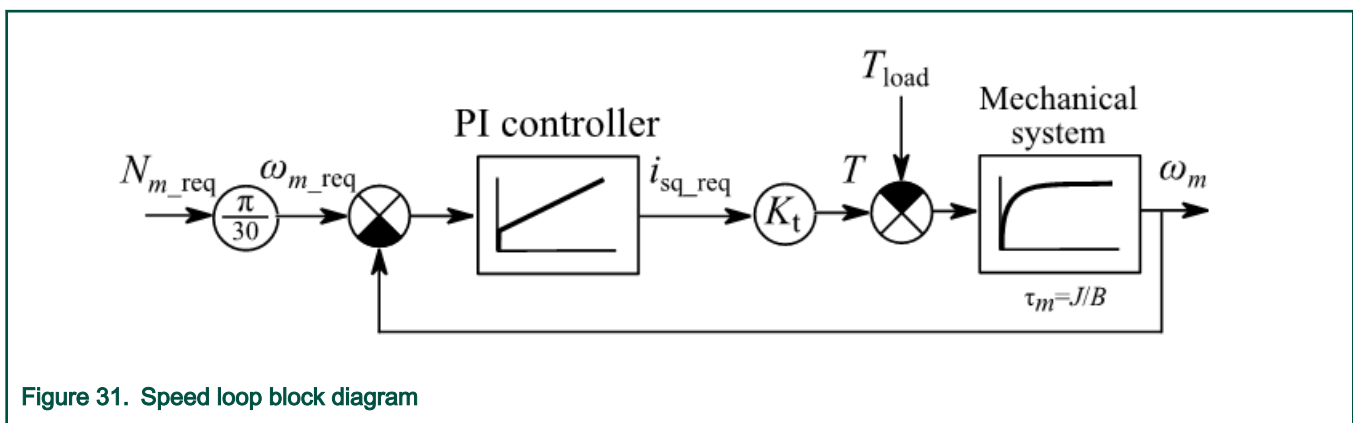 T_load
Mechanical
system
PI controller
N_m_req
ω_m_req
i_sq_req
T
ω_m
π
30
K_t
τ_m=J/B
Figure 31. Speed loop block diagram